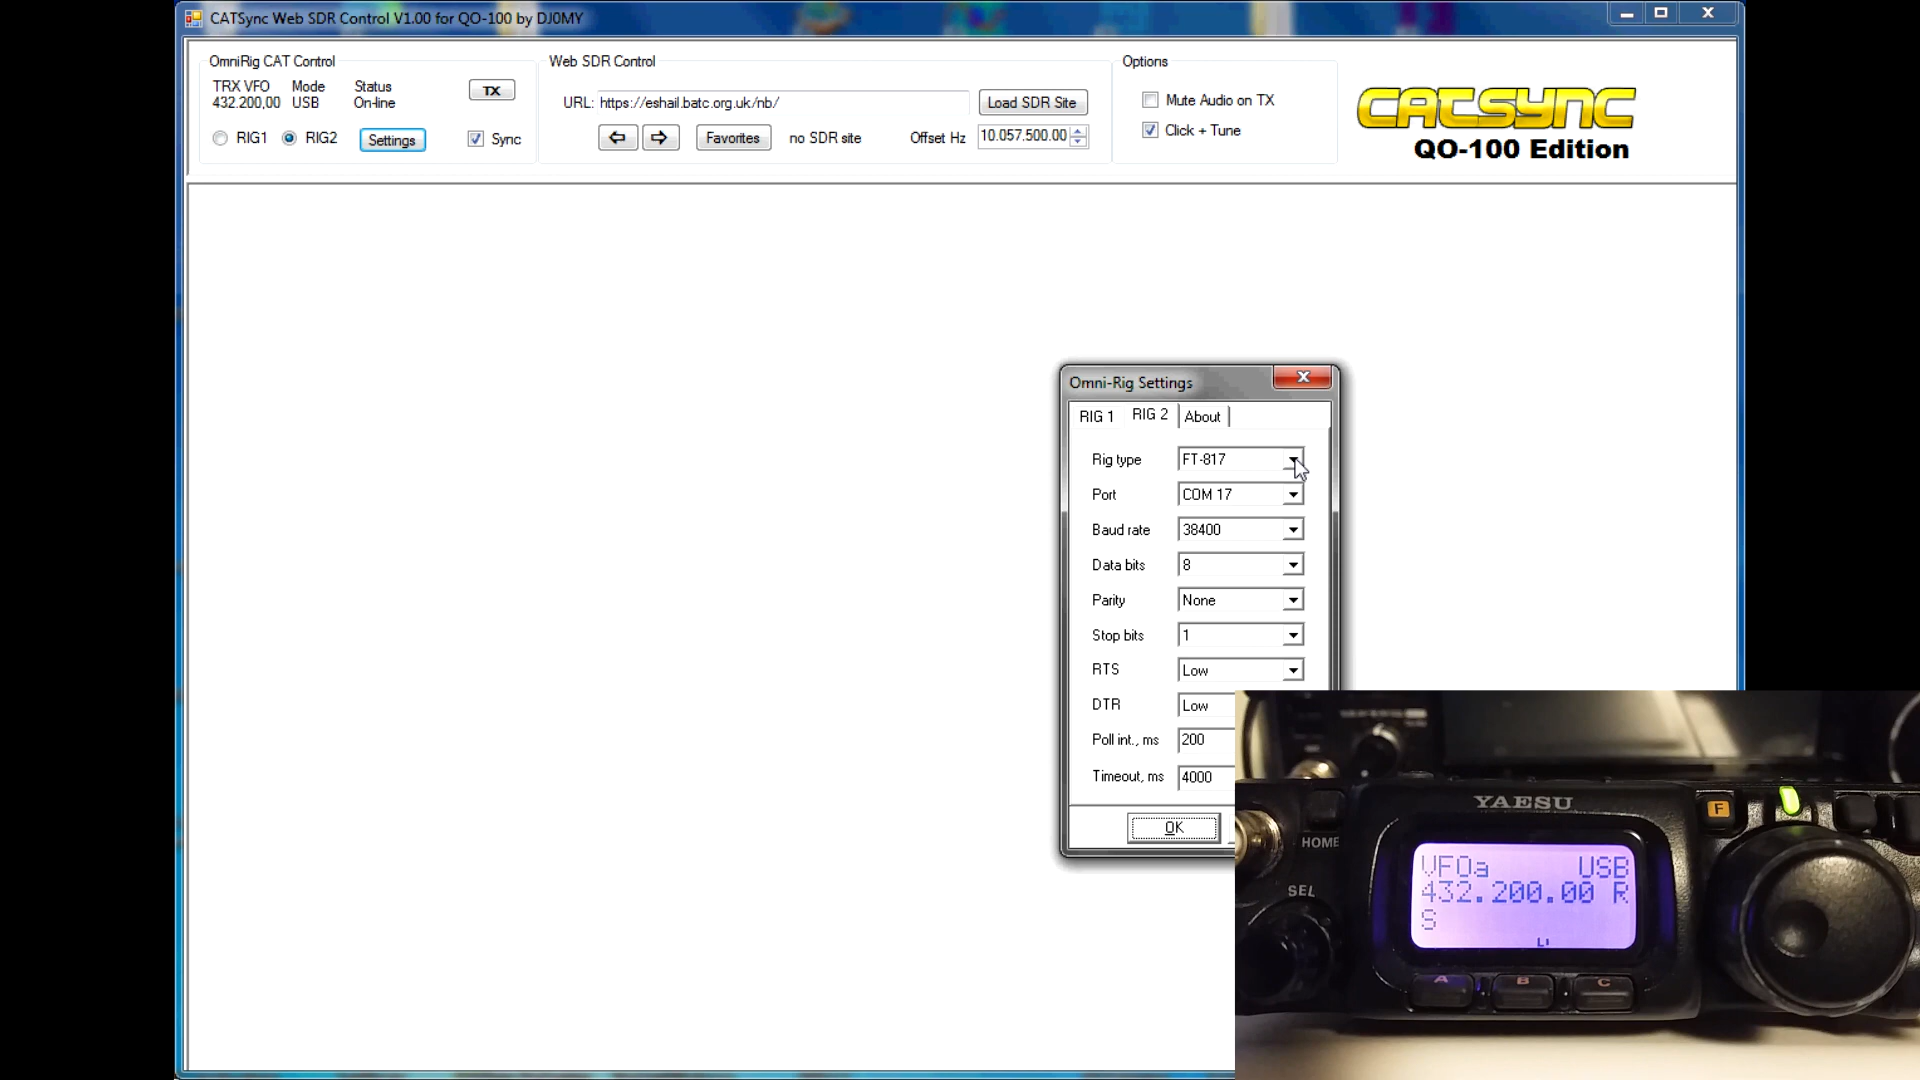 CATSync Web SDR Control V1.00 for QO-100 by DJ0MY
OmniRig CAT Control
TRX VFO Mode Status
432.200,00 USB On-line
TX
RIG1 RIG2 Settings Sync
Web SDR Control
URL: https://eshail.batc.org.uk/nb/ Load SDR Site
Favorites no SDR site Offset Hz 10.057.500.00
Options
Mute Audio on TX
Click + Tune
CATSYNC
QO-100 Edition
Omni-Rig Settings
RIG 1 RIG 2 About
Rig type FT-817
Port COM 17
Baud rate 38400
Data bits 8
Parity None
Stop bits 1
RTS Low
DTR Low
Poll int., ms 200
Timeout, ms 4000
OK
YAESU
F
HOME
SEL
VFOa USB
432.200.00 R
S
A B C